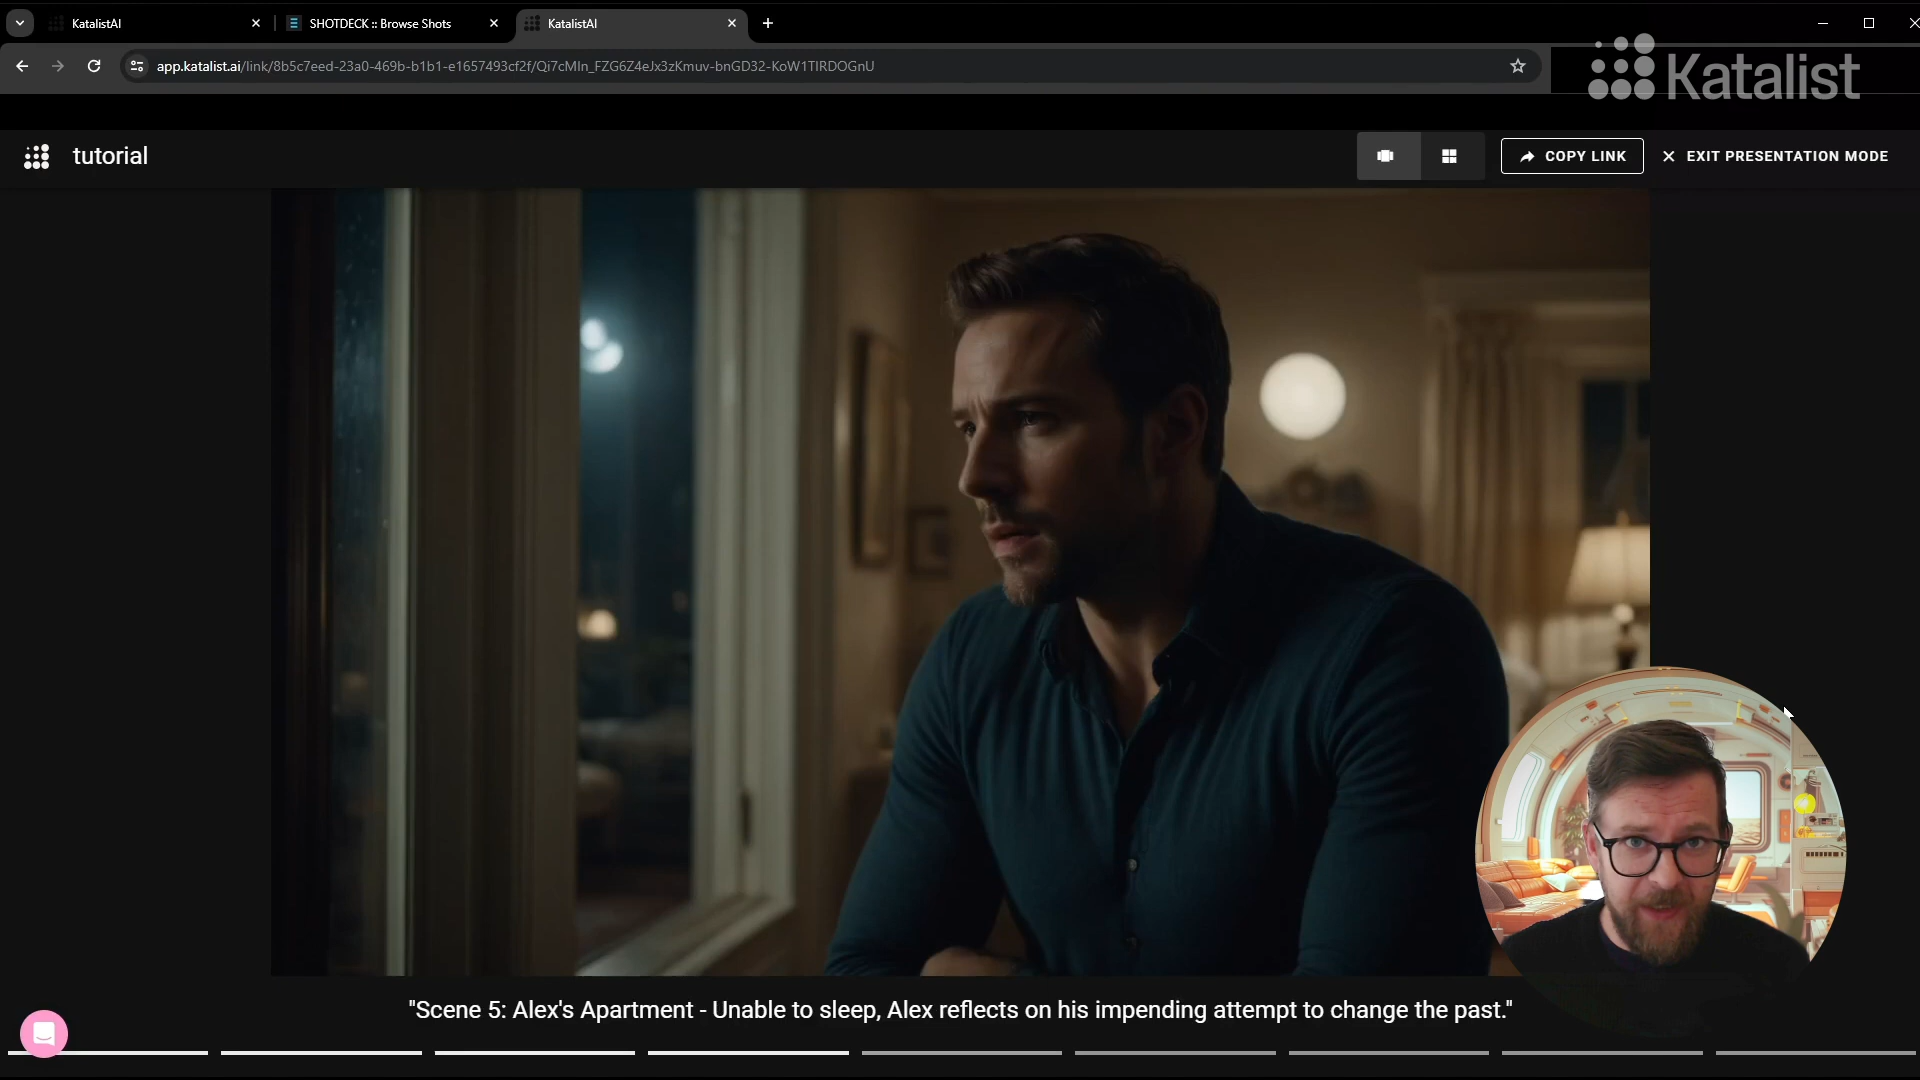 KatalistAI
SHOTDECK :: Browse Shots
KatalistAI
app.katalist.ai/link/8b5c7eed-23a0-469b-b1b1-e1657493cf2f/Qi7cMIn_FZG6Z4eJx3zKmuv-bnGD32-KoW1TIRDOGnU
Katalist
tutorial
COPY LINK
EXIT PRESENTATION MODE
"Scene 5: Alex's Apartment - Unable to sleep, Alex reflects on his impending attempt to change the past."